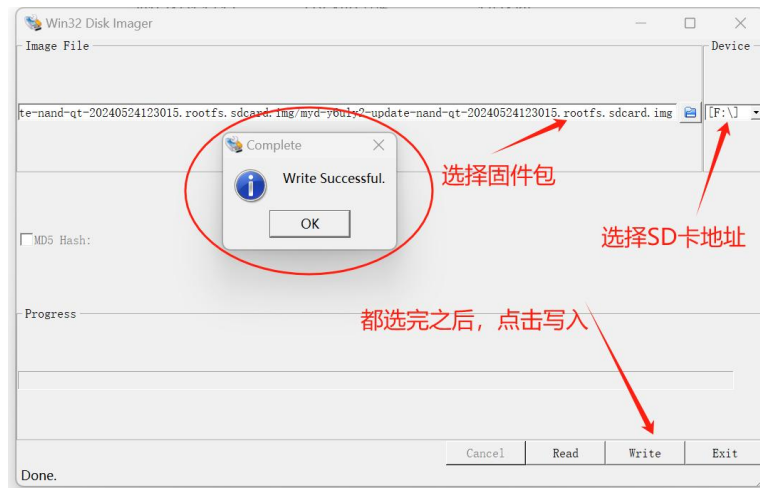 Win32 Disk Imager
Image File
Device
te-nand-qt-20240524123015.rootfs.sdcard.img/myd-y6ulyz-update-nand-qt-20240524123015.rootfs.sdcard.img
[F:\]
Complete
Write Successful.
OK
选择固件包
选择SD卡地址
MD5 Hash:
Progress
都选完之后，点击写入
Cancel
Read
Write
Exit
Done.